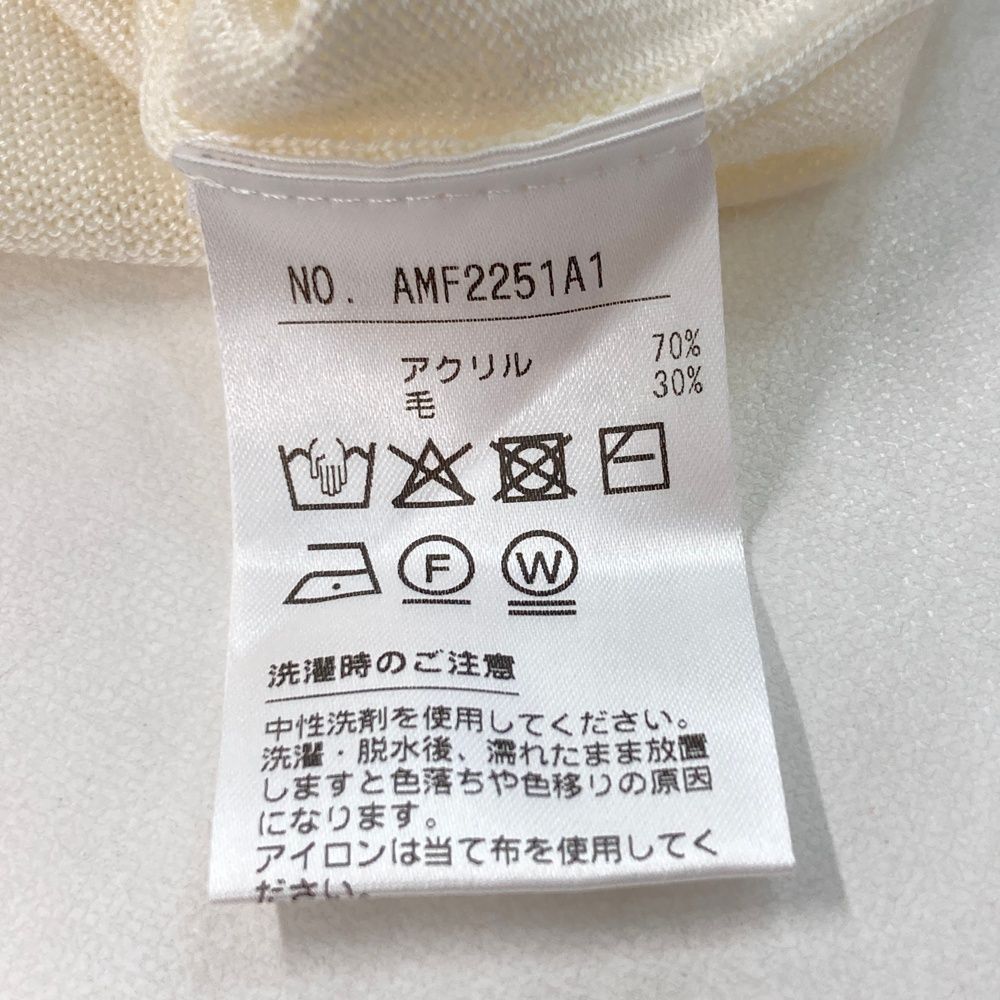 NO. AMF2251A1
アクリル 70%
毛 30%
F W
洗濯時のご注意
中性洗剤を使用してください。
洗濯・脱水後、濡れたまま放置
しますと色落ちや色移りの原因
になります。
アイロンは当て布を使用してく
ださい。